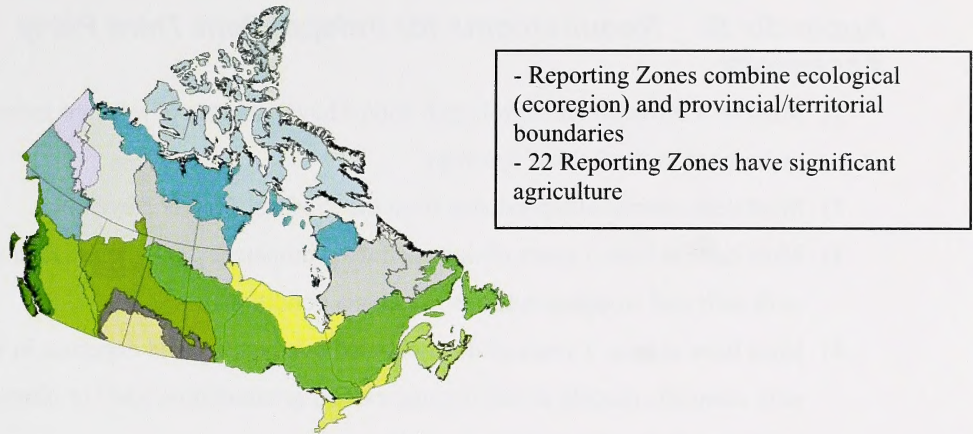 - Reporting Zones combine ecological
(ecoregion) and provincial/territorial
boundaries
- 22 Reporting Zones have significant
agriculture